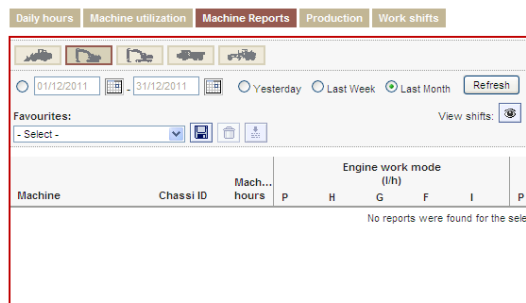 Daily hours Machine utilization Machine Reports Production Work shifts
01/12/2011 - 31/12/2011 Yesterday Last Week Last Month Refresh
Favourites: View shifts:
- Select -
Engine work mode
(l/h)
Mach...
Machine Chassi ID hours P H G F I P
No reports were found for the sele